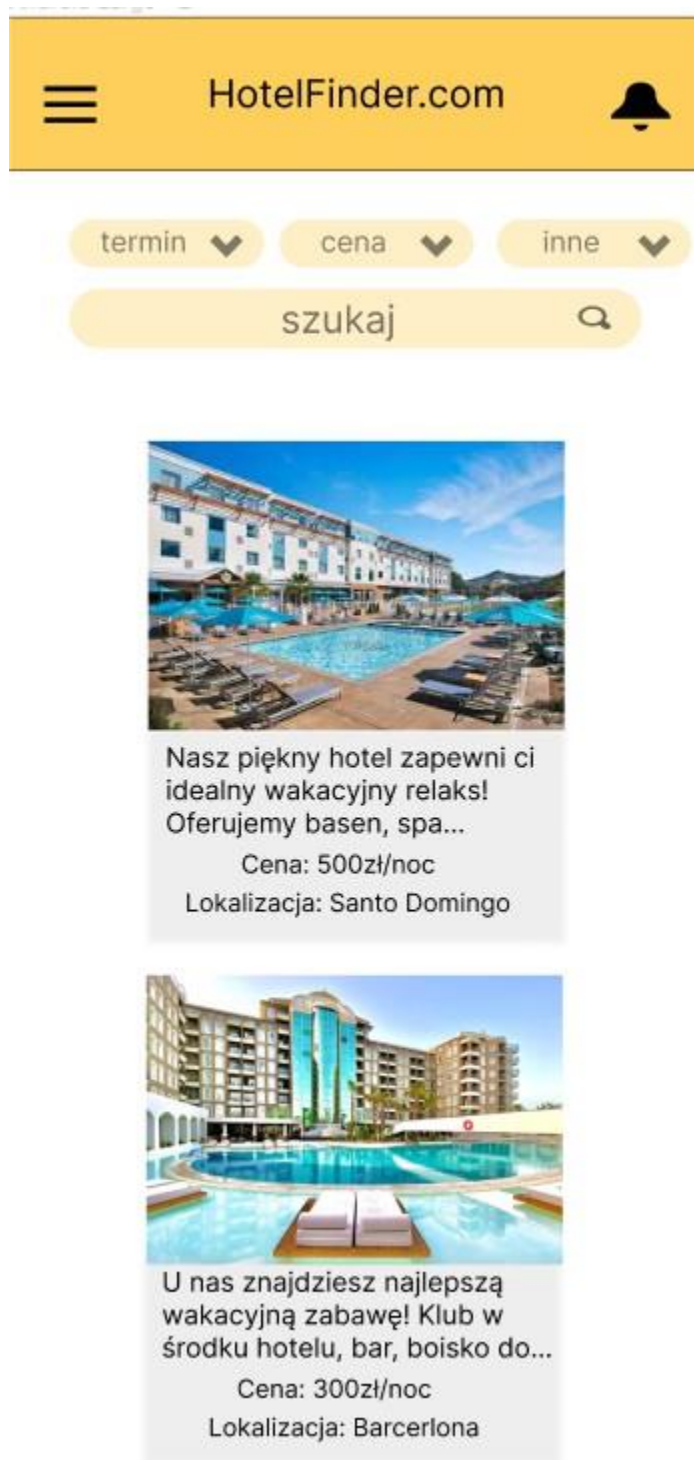 HotelFinder.com
termin
cena
inne
szukaj
Nasz piękny hotel zapewni ci
idealny wakacyjny relaks!
Oferujemy basen, spa...
Cena: 500zł/noc
Lokalizacja: Santo Domingo
U nas znajdziesz najlepszą
wakacyjną zabawę! Klub w
środku hotelu, bar, boisko do...
Cena: 300zł/noc
Lokalizacja: Barcerlona